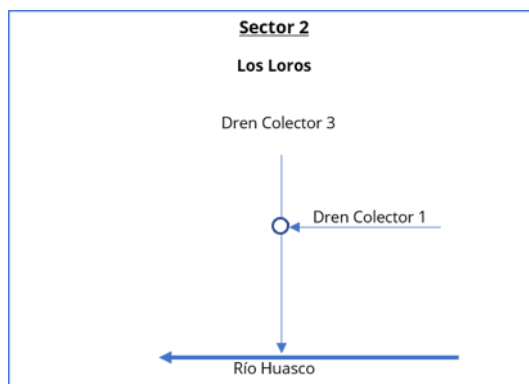 Sector 2
Los Loros
Dren Colector 3
Dren Colector 1
Río Huasco